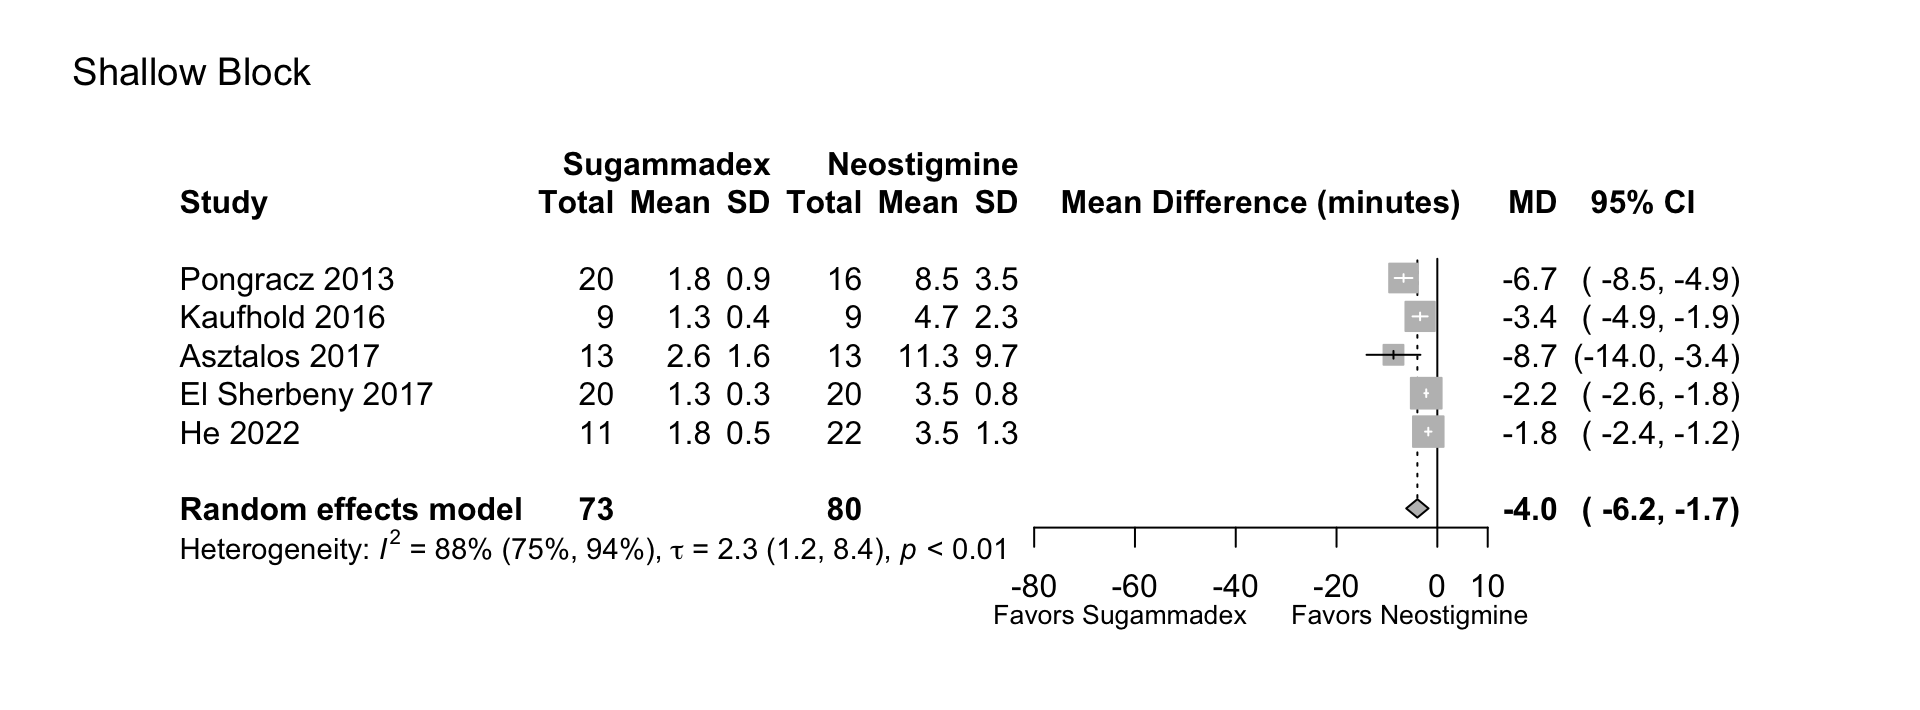 Shallow Block
Sugammadex Neostigmine
Study Total Mean SD Total Mean SD Mean Difference (minutes) MD 95% CI
Pongracz 2013 20 1.8 0.9 16 8.5 3.5 -6.7 ( -8.5, -4.9)
Kaufhold 2016 9 1.3 0.4 9 4.7 2.3 -3.4 ( -4.9, -1.9)
Asztalos 2017 13 2.6 1.6 13 11.3 9.7 -8.7 (-14.0, -3.4)
El Sherbeny 2017 20 1.3 0.3 20 3.5 0.8 -2.2 ( -2.6, -1.8)
He 2022 11 1.8 0.5 22 3.5 1.3 -1.8 ( -2.4, -1.2)
Random effects model 73 80 -4.0 ( -6.2, -1.7)
Heterogeneity: I² = 88% (75%, 94%), τ = 2.3 (1.2, 8.4), p < 0.01
-80 -60 -40 -20 0 10
Favors Sugammadex Favors Neostigmine